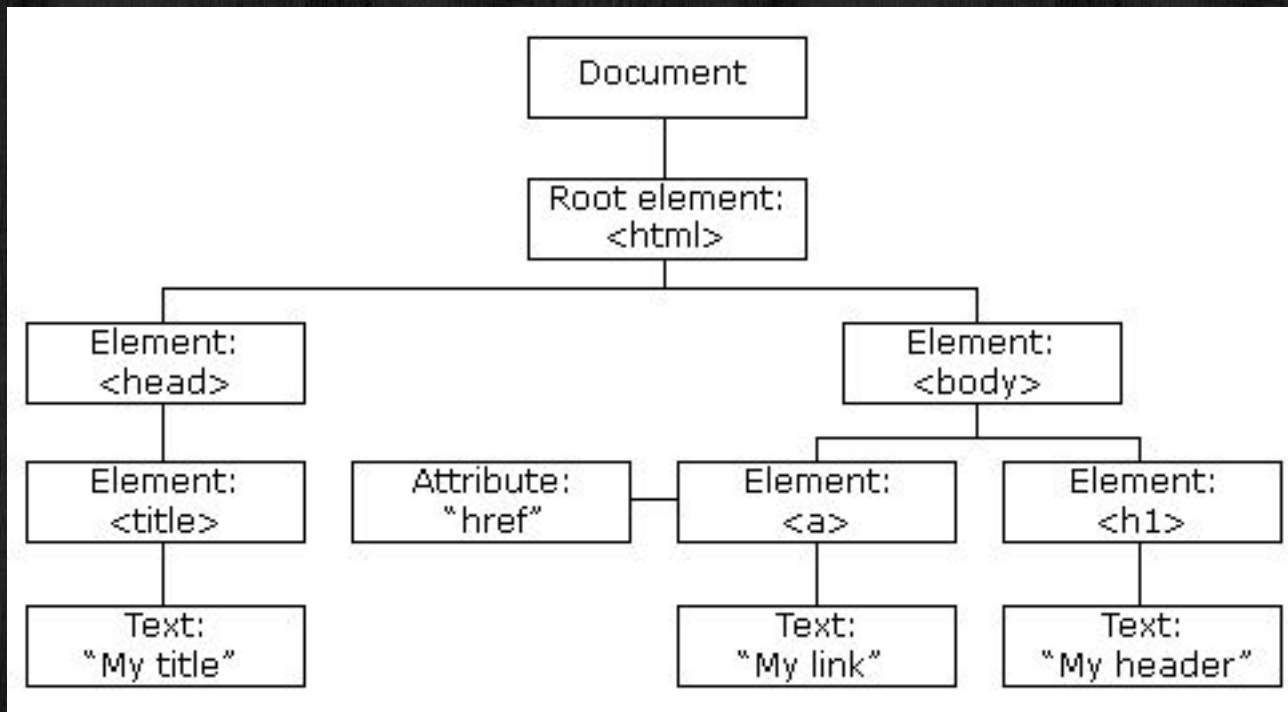 Document
Root element:
<html>
Element:
<head>
Element:
<body>
Element:
<title>
Attribute:
“href”
Element:
<a>
Element:
<h1>
Text:
“My title”
Text:
“My link”
Text:
“My header”